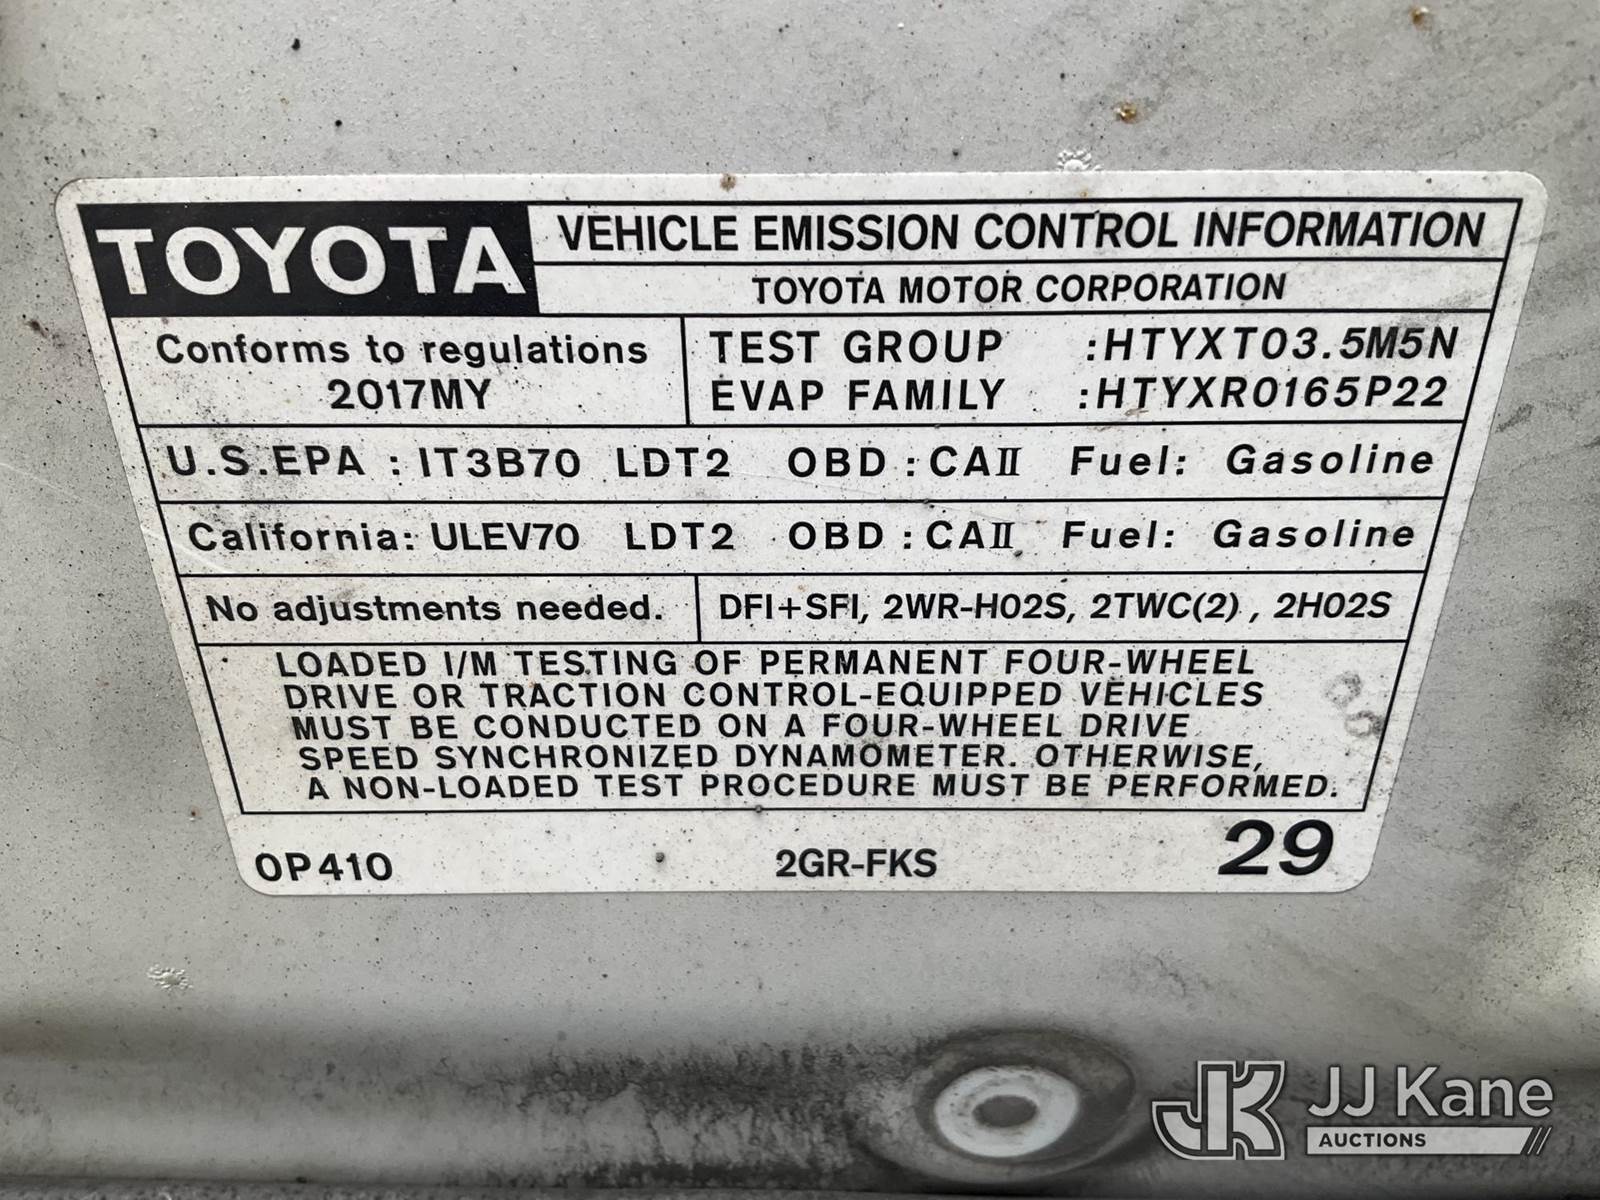 TOYOTA
VEHICLE EMISSION CONTROL INFORMATION
TOYOTA MOTOR CORPORATION
Conforms to regulations
2017MY
TEST GROUP :HTYXT03.5M5N
EVAP FAMILY :HTYXR0165P22
U.S.EPA : IT3B70 LDT2 OBD : CAⅡ Fuel: Gasoline
California: ULEV70 LDT2 OBD : CAⅡ Fuel: Gasoline
No adjustments needed.
DFI+SFI, 2WR-HO2S, 2TWC(2) , 2HO2S
LOADED I/M TESTING OF PERMANENT FOUR-WHEEL
DRIVE OR TRACTION CONTROL-EQUIPPED VEHICLES
MUST BE CONDUCTED ON A FOUR-WHEEL DRIVE
SPEED SYNCHRONIZED DYNAMOMETER. OTHERWISE,
A NON-LOADED TEST PROCEDURE MUST BE PERFORMED.
0P410
2GR-FKS
29
JK
JJ Kane
AUCTIONS